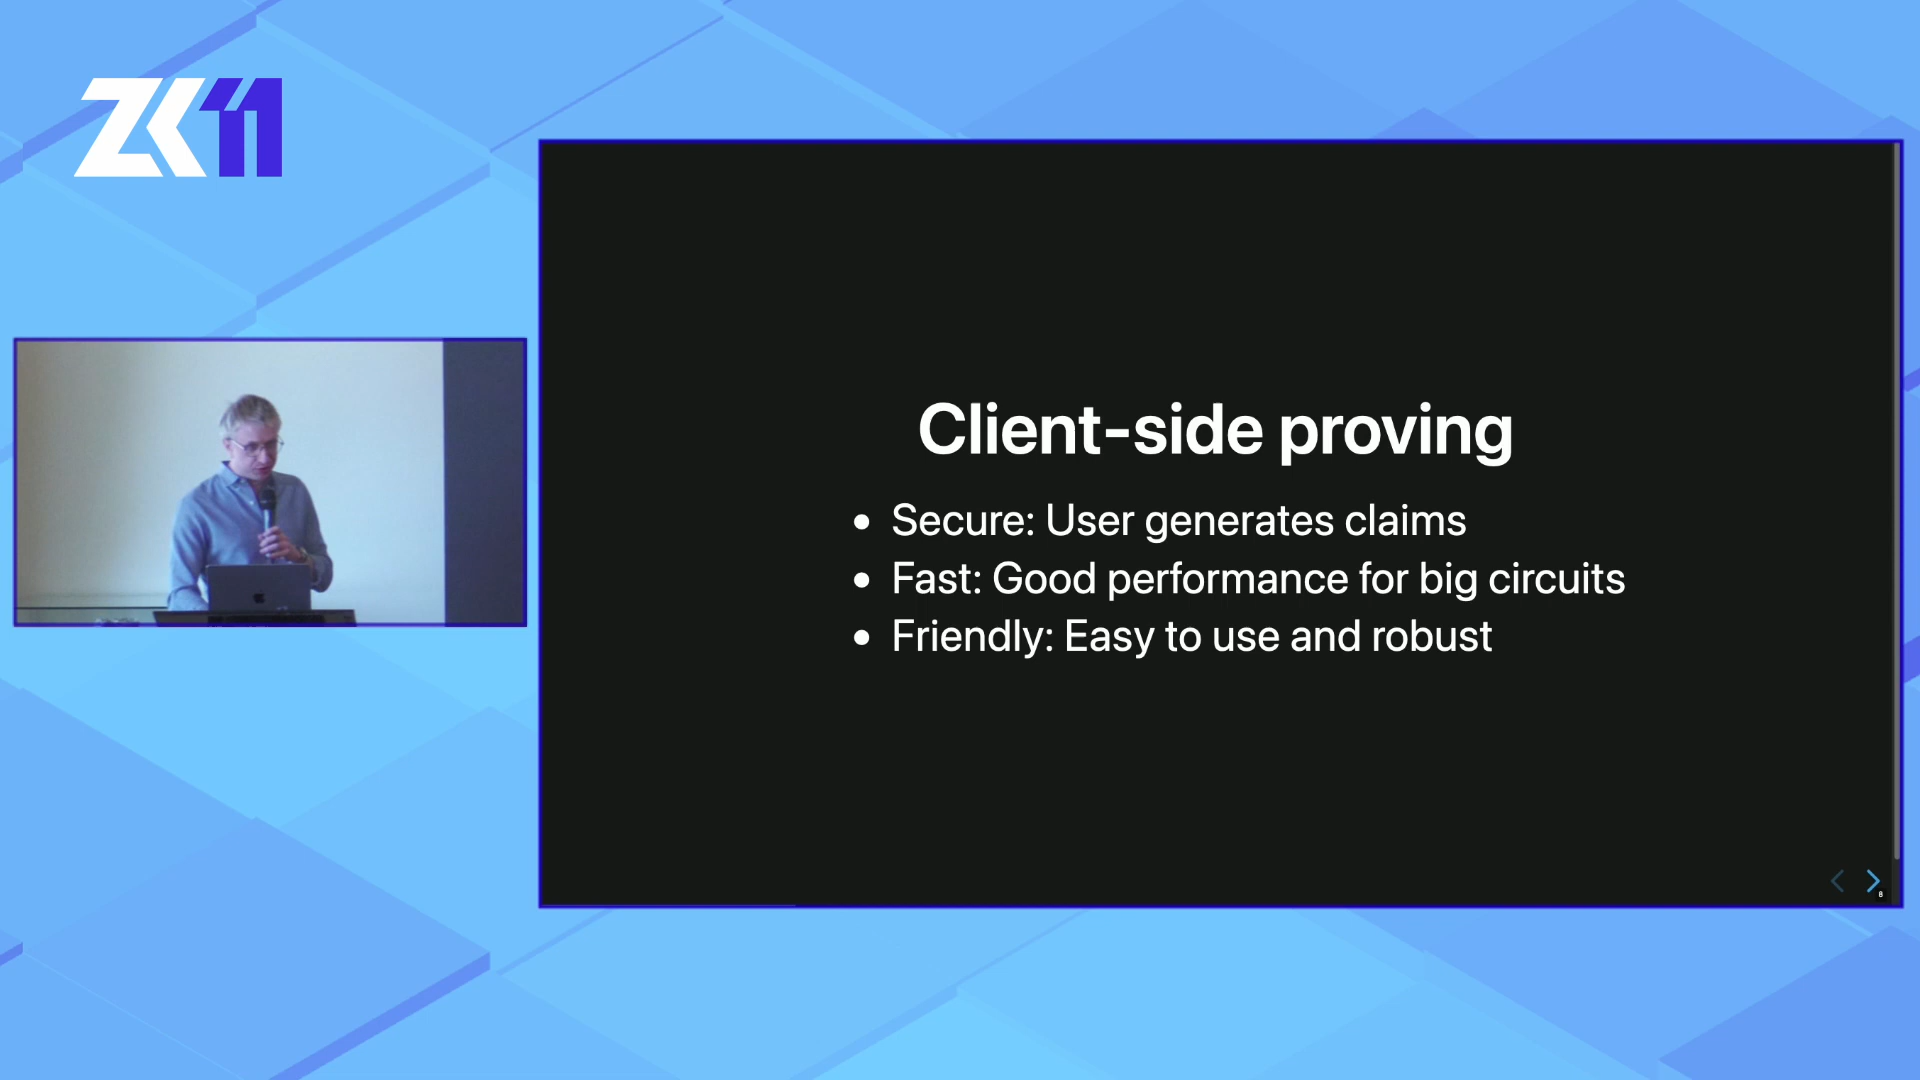 ZK11
Client-side proving
• Secure: User generates claims
• Fast: Good performance for big circuits
• Friendly: Easy to use and robust
8